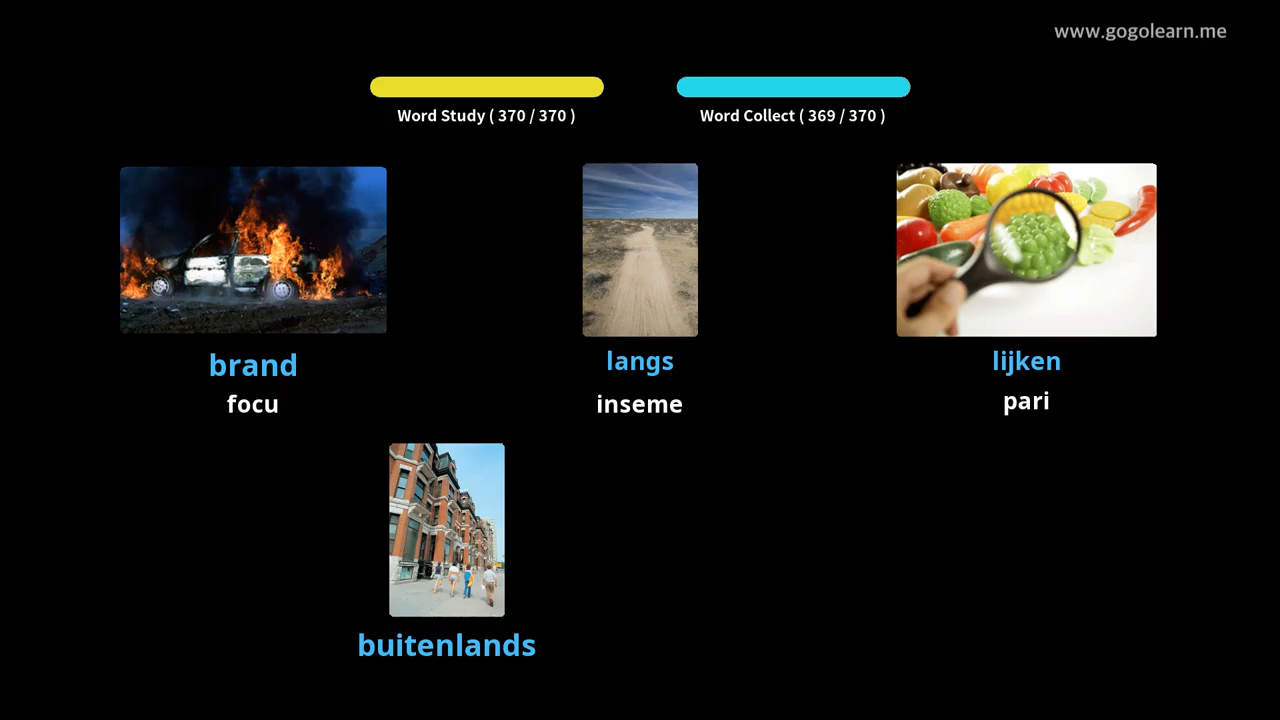 www.gogolearn.me
Word Study ( 370 / 370 )
Word Collect ( 369 / 370 )
brand
focu
langs
inseme
lijken
pari
buitenlands